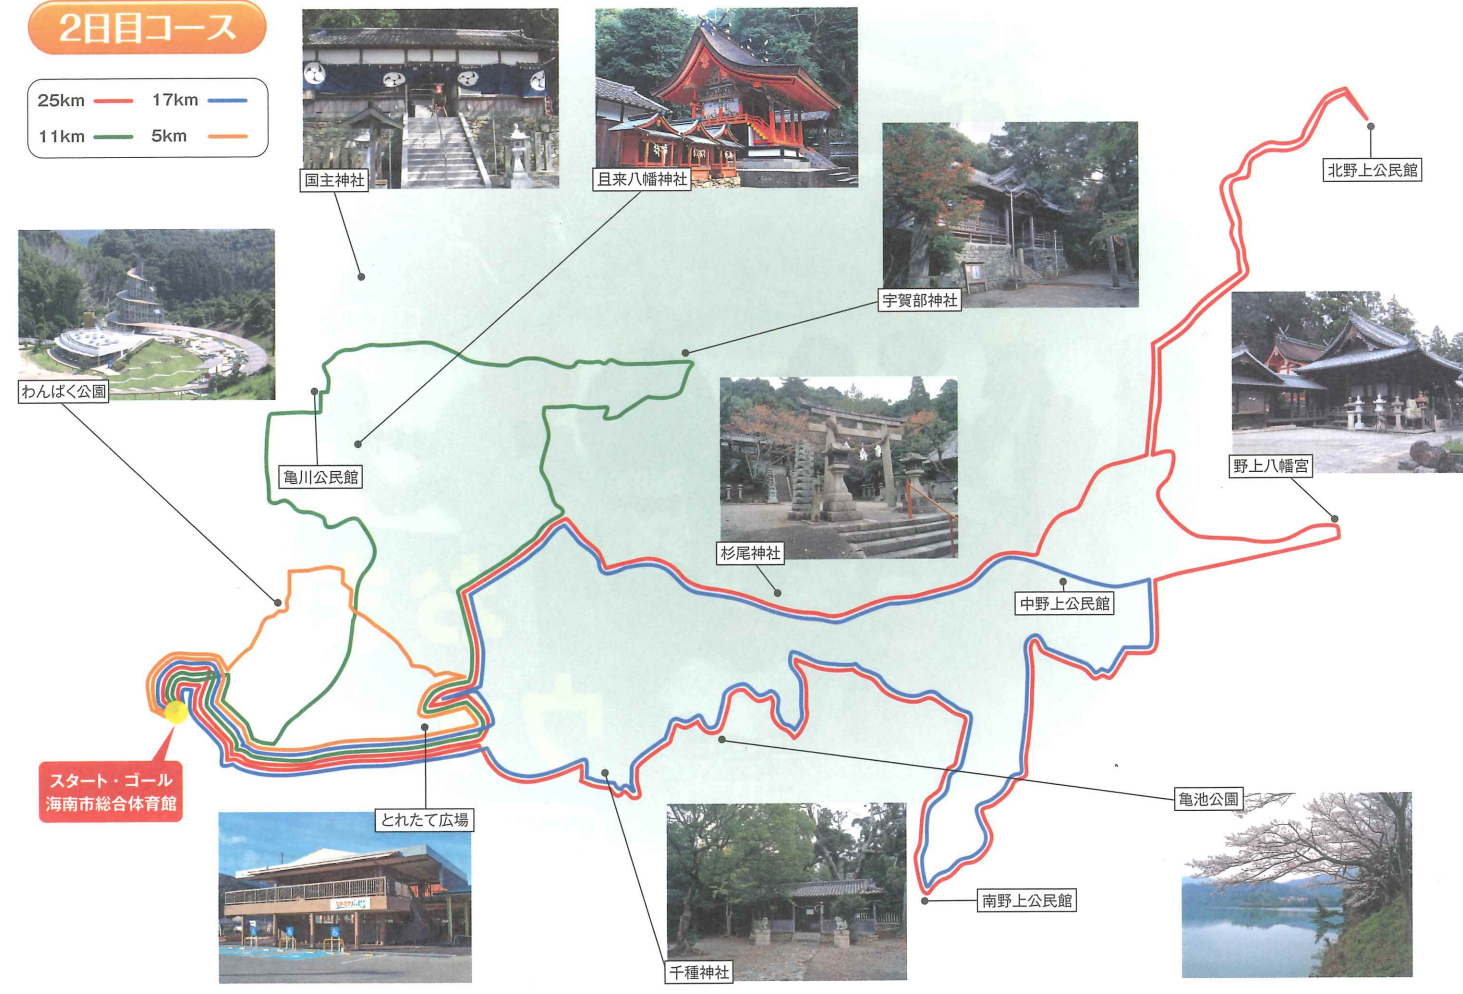 2日目コース
25km 17km
11km 5km
国主神社
且来八幡神社
北野上公民館
宇賀部神社
わんぱく公園
野上八幡宮
亀川公民館
杉尾神社
中野上公民館
スタート・ゴール
海南市総合体育館
亀池公園
とれたて広場
南野上公民館
千種神社